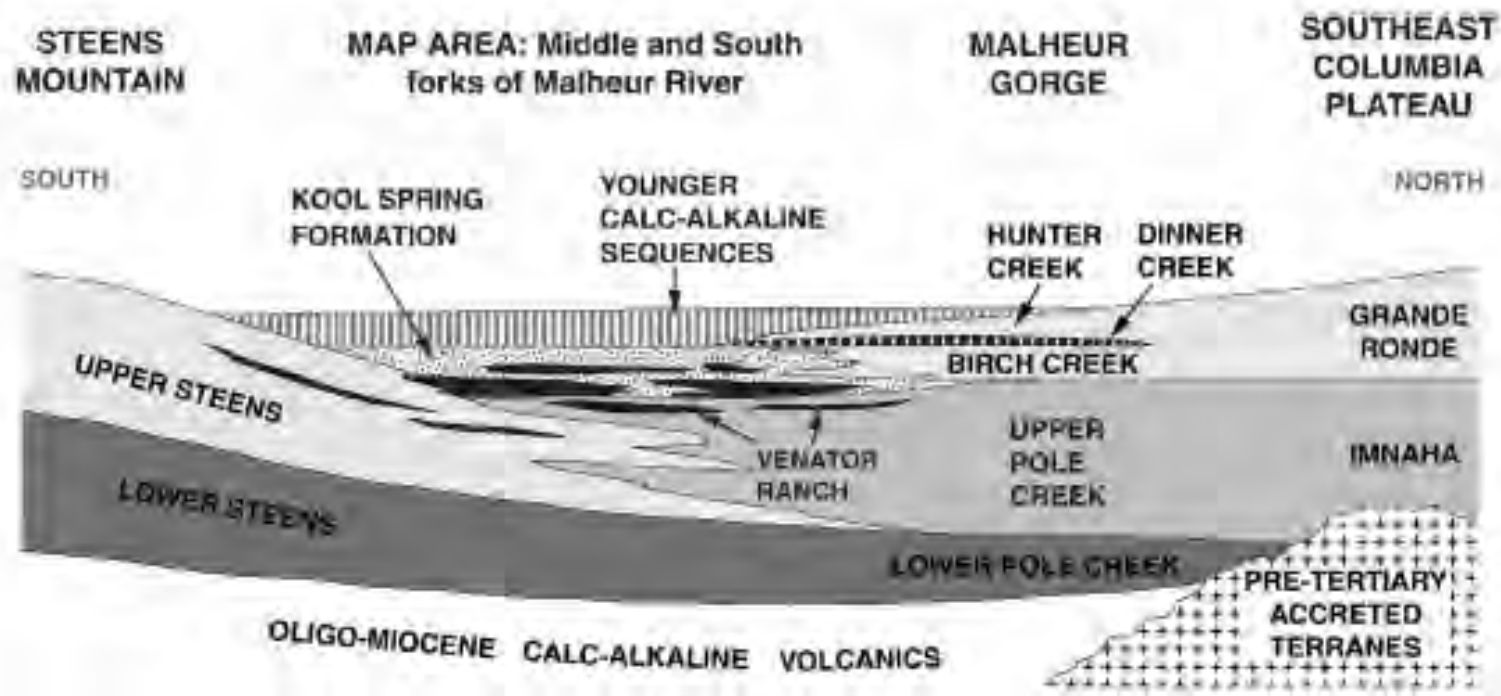 STEENS
MOUNTAIN
MAP AREA: Middle and South
forks of Malheur River
MALHEUR
GORGE
SOUTHEAST
COLUMBIA
PLATEAU
SOUTH
NORTH
KOOL SPRING
FORMATION
YOUNGER
CALC-ALKALINE
SEQUENCES
HUNTER
CREEK
DINNER
CREEK
GRANDE
RONDE
BIRCH CREEK
UPPER STEENS
VENATOR
RANCH
UPPER
POLE
CREEK
IMNAHA
LOWER STEENS
LOWER POLE CREEK
PRE-TERTIARY
ACCRETED
TERRANES
OLIGO-MIOCENE CALC-ALKALINE VOLCANICS